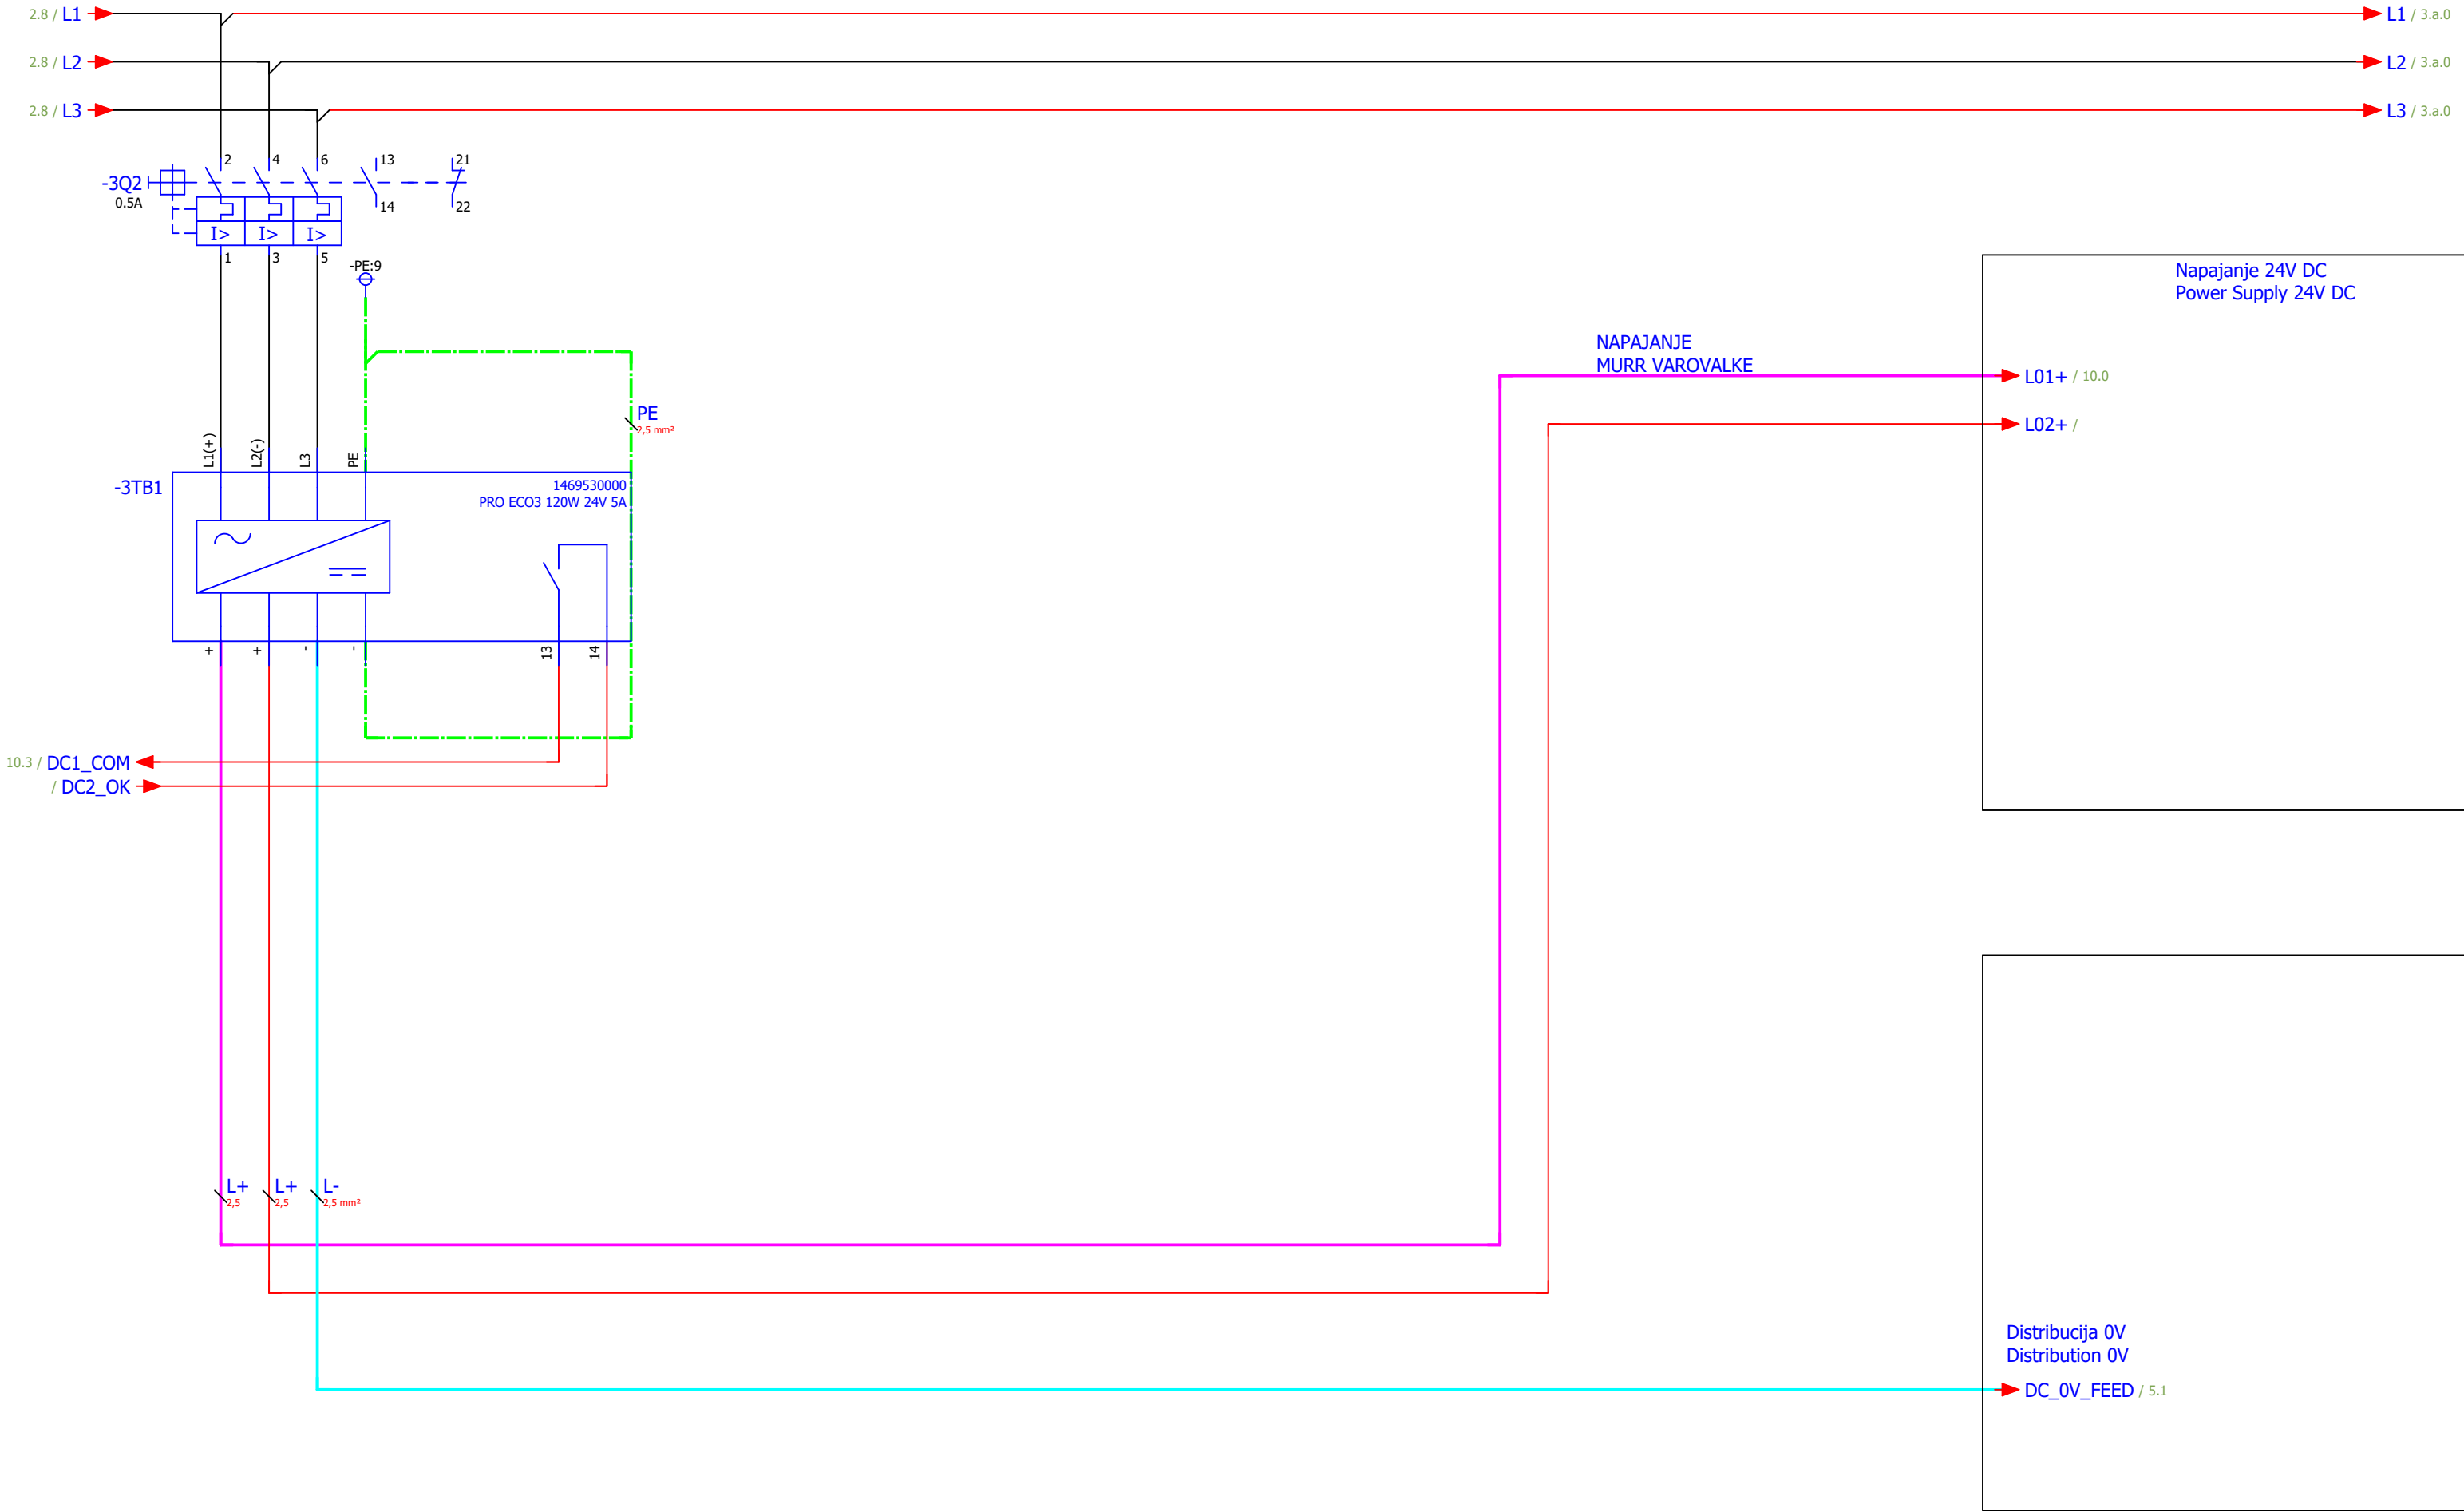 2.8 / L1
L1 / 3.a.0
2.8 / L2
L2 / 3.a.0
2.8 / L3
L3 / 3.a.0
2
4
6
13
21
-3Q2
0.5A
14
22
I>
I>
I>
1
3
5
-PE:9
Napajanje 24V DC
Power Supply 24V DC
NAPAJANJE
MURR VAROVALKE
L01+ / 10.0
L02+ /
PE
2,5 mm²
L1(+)
L2(-)
L3
PE
-3TB1
1469530000
PRO ECO3 120W 24V 5A
+
+
-
-
13
14
10.3 / DC1_COM
/ DC2_OK
L+
2,5
L+
2,5
L-
2,5 mm²
Distribucija 0V
Distribution 0V
DC_0V_FEED / 5.1